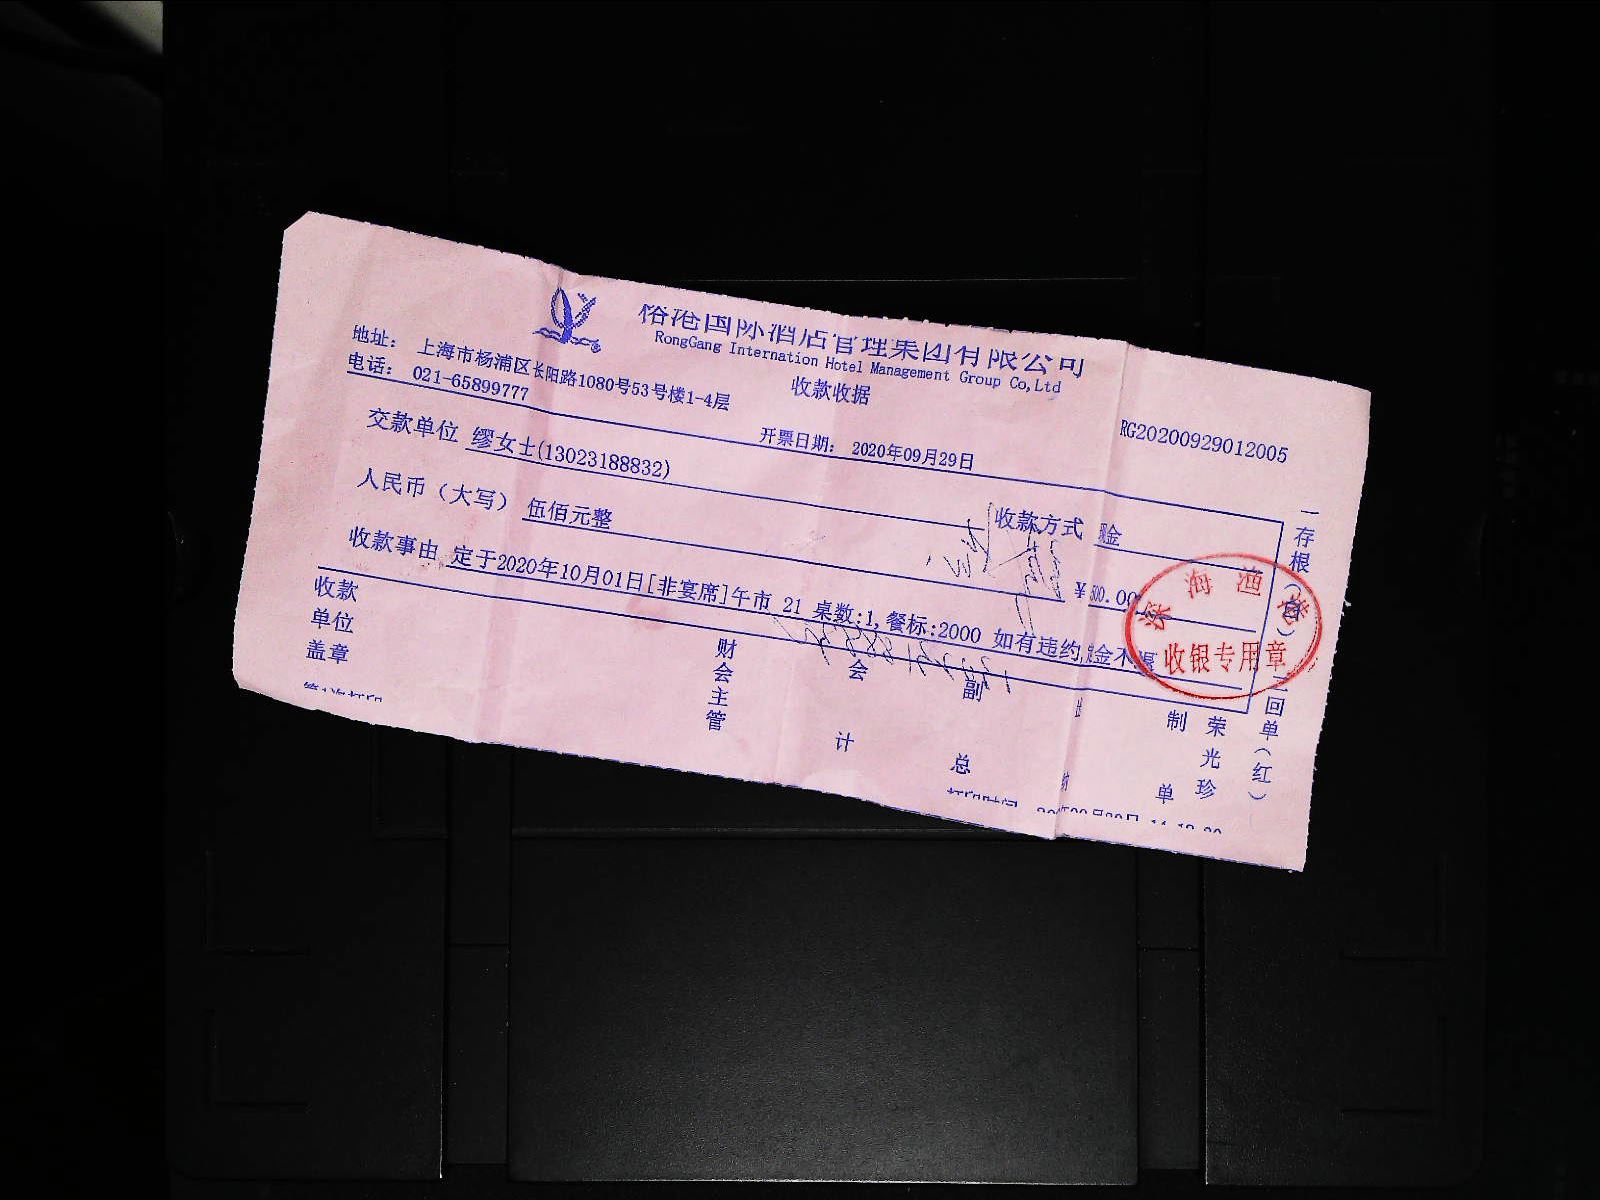 国际酒店管理集团有限公司
RongGang Internation Hotel Management Group Co,Ltd
地址： 上海市杨浦区长阳路1080号53号楼1-4层
收款收据
电话： 021-65899777
RG20200929012005
开票日期： 2020年09月29日
交款单位 缪女士(13023188832)
收款方式 现金
人民币（大写） 伍佰元整
¥500.00
收款事由 定于2020年10月01日[非宴席]午市 21 桌数:1,餐标:2000 如有违约,定金不退
收款单位盖章
财会主管
会计
副总
制单
荣光珍
一存根（白）
二回单（红）
深海渔港
收银专用章